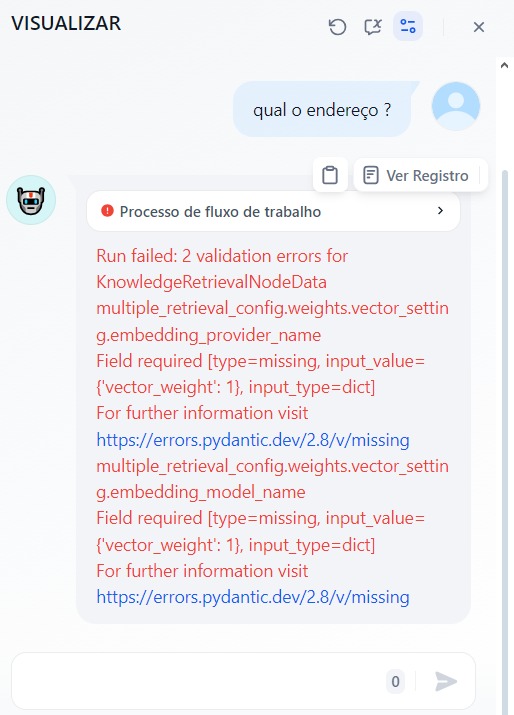 VISUALIZAR
qual o endereço ?
Ver Registro
Processo de fluxo de trabalho
Run failed: 2 validation errors for
KnowledgeRetrievalNodeData
multiple_retrieval_config.weights.vector_settin
g.embedding_provider_name
Field required [type=missing, input_value=
{'vector_weight': 1}, input_type=dict]
For further information visit
https://errors.pydantic.dev/2.8/v/missing
multiple_retrieval_config.weights.vector_settin
g.embedding_model_name
Field required [type=missing, input_value=
{'vector_weight': 1}, input_type=dict]
For further information visit
https://errors.pydantic.dev/2.8/v/missing
0